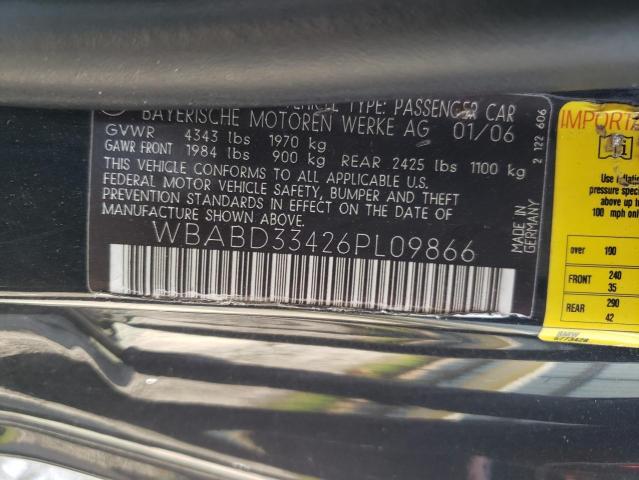 VEHICLE TYPE: PASSENGER CAR
BAYERISCHE MOTOREN WERKE AG 01/06
GVWR 4343 lbs 1970 kg
GAWR FRONT 1984 lbs 900 kg REAR 2425 lbs 1100 kg
THIS VEHICLE CONFORMS TO ALL APPLICABLE U.S.
FEDERAL MOTOR VEHICLE SAFETY, BUMPER AND THEFT
PREVENTION STANDARDS IN EFFECT ON THE DATE OF
MANUFACTURE SHOWN ABOVE.
WBABD33426PL09866
MADE IN
GERMANY
2 122 606
Use
pressure
above up to
100 mph only
over 100
FRONT 240
35
REAR 290
42
BMW